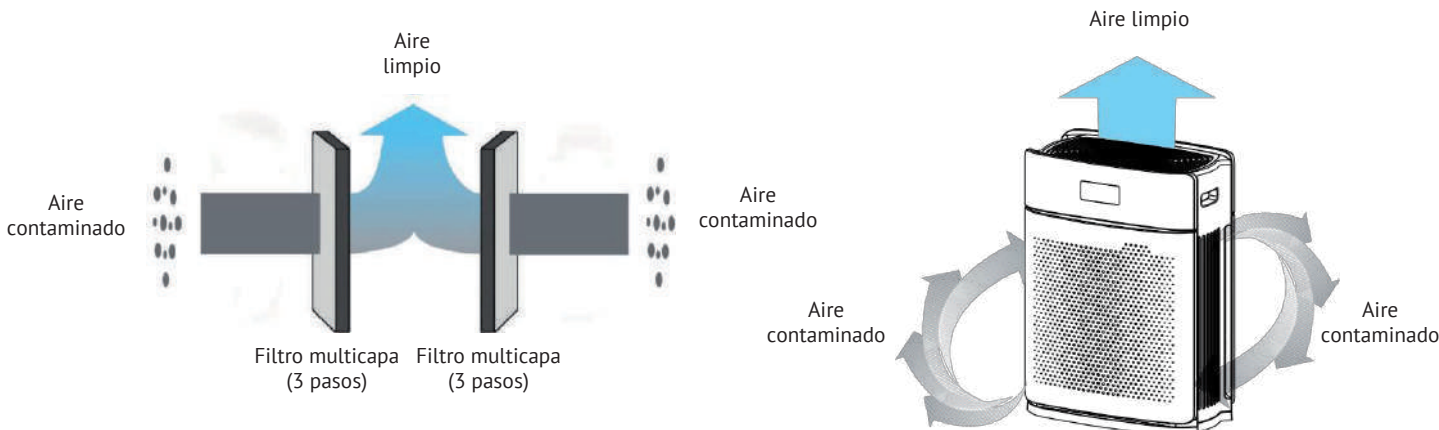 Aire
limpio
Aire
contaminado
Aire
contaminado
Filtro multicapa
(3 pasos)
Filtro multicapa
(3 pasos)
Aire limpio
Aire
contaminado
Aire
contaminado